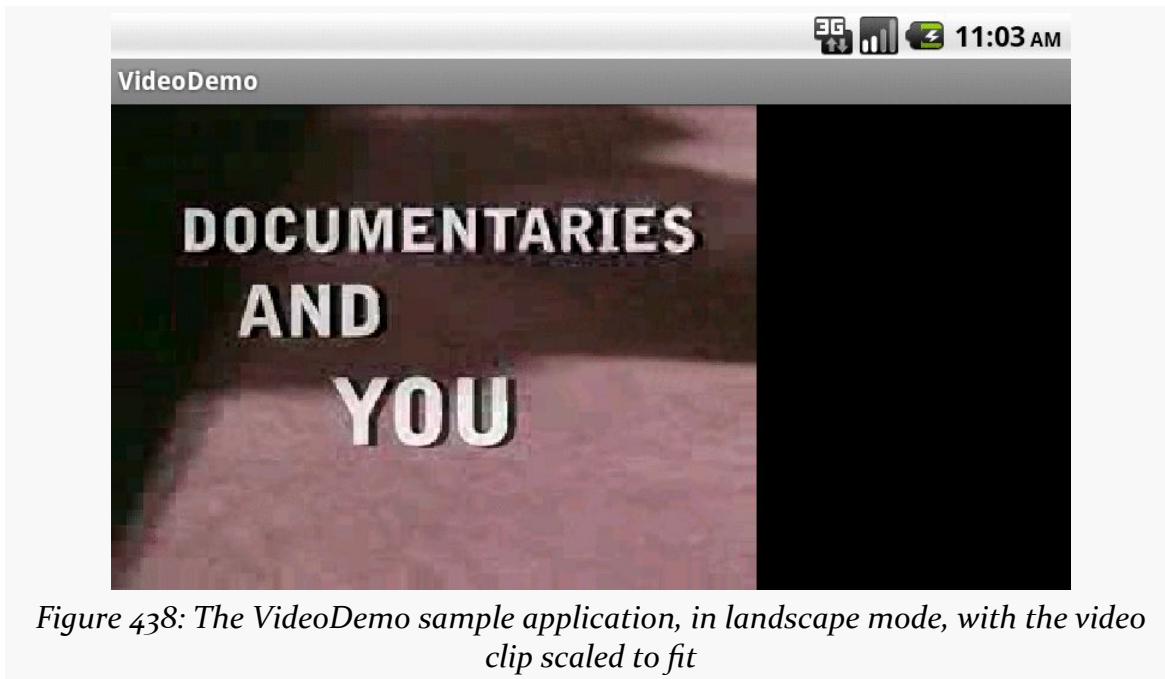 3G 11:03 AM
VideoDemo
DOCUMENTARIES
AND
YOU
Figure 438: The VideoDemo sample application, in landscape mode, with the video
clip scaled to fit